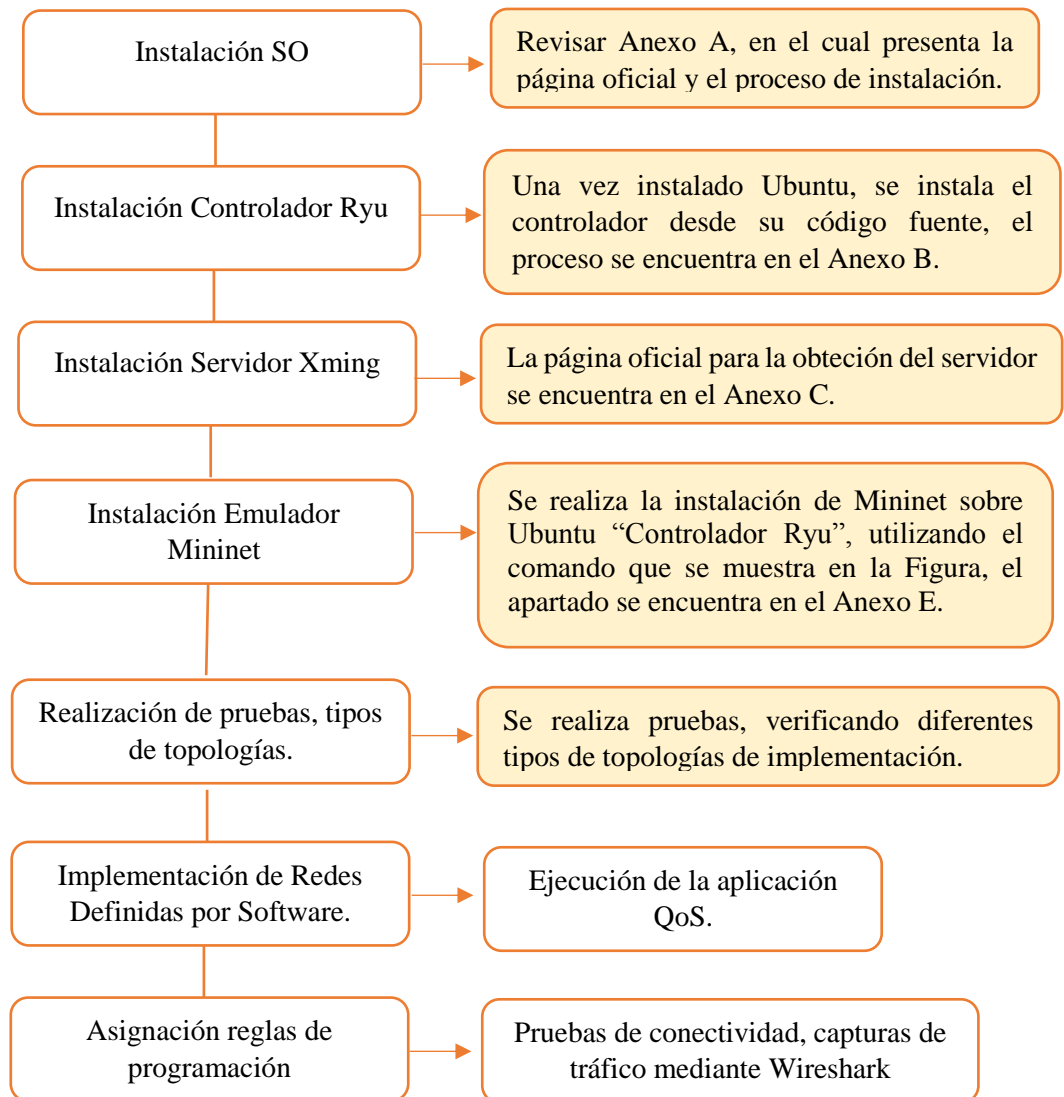 Instalación SO
Revisar Anexo A, en el cual presenta la
página oficial y el proceso de instalación.
Instalación Controlador Ryu
Una vez instalado Ubuntu, se instala el
controlador desde su código fuente, el
proceso se encuentra en el Anexo B.
Instalación Servidor Xming
La página oficial para la obteción del servidor
se encuentra en el Anexo C.
Instalación Emulador
Mininet
Se realiza la instalación de Mininet sobre
Ubuntu “Controlador Ryu”, utilizando el
comando que se muestra en la Figura, el
apartado se encuentra en el Anexo E.
Realización de pruebas, tipos
de topologías.
Se realiza pruebas, verificando diferentes
tipos de topologías de implementación.
Implementación de Redes
Definidas por Software.
Ejecución de la aplicación
QoS.
Asignación reglas de
programación
Pruebas de conectividad, capturas de
tráfico mediante Wireshark